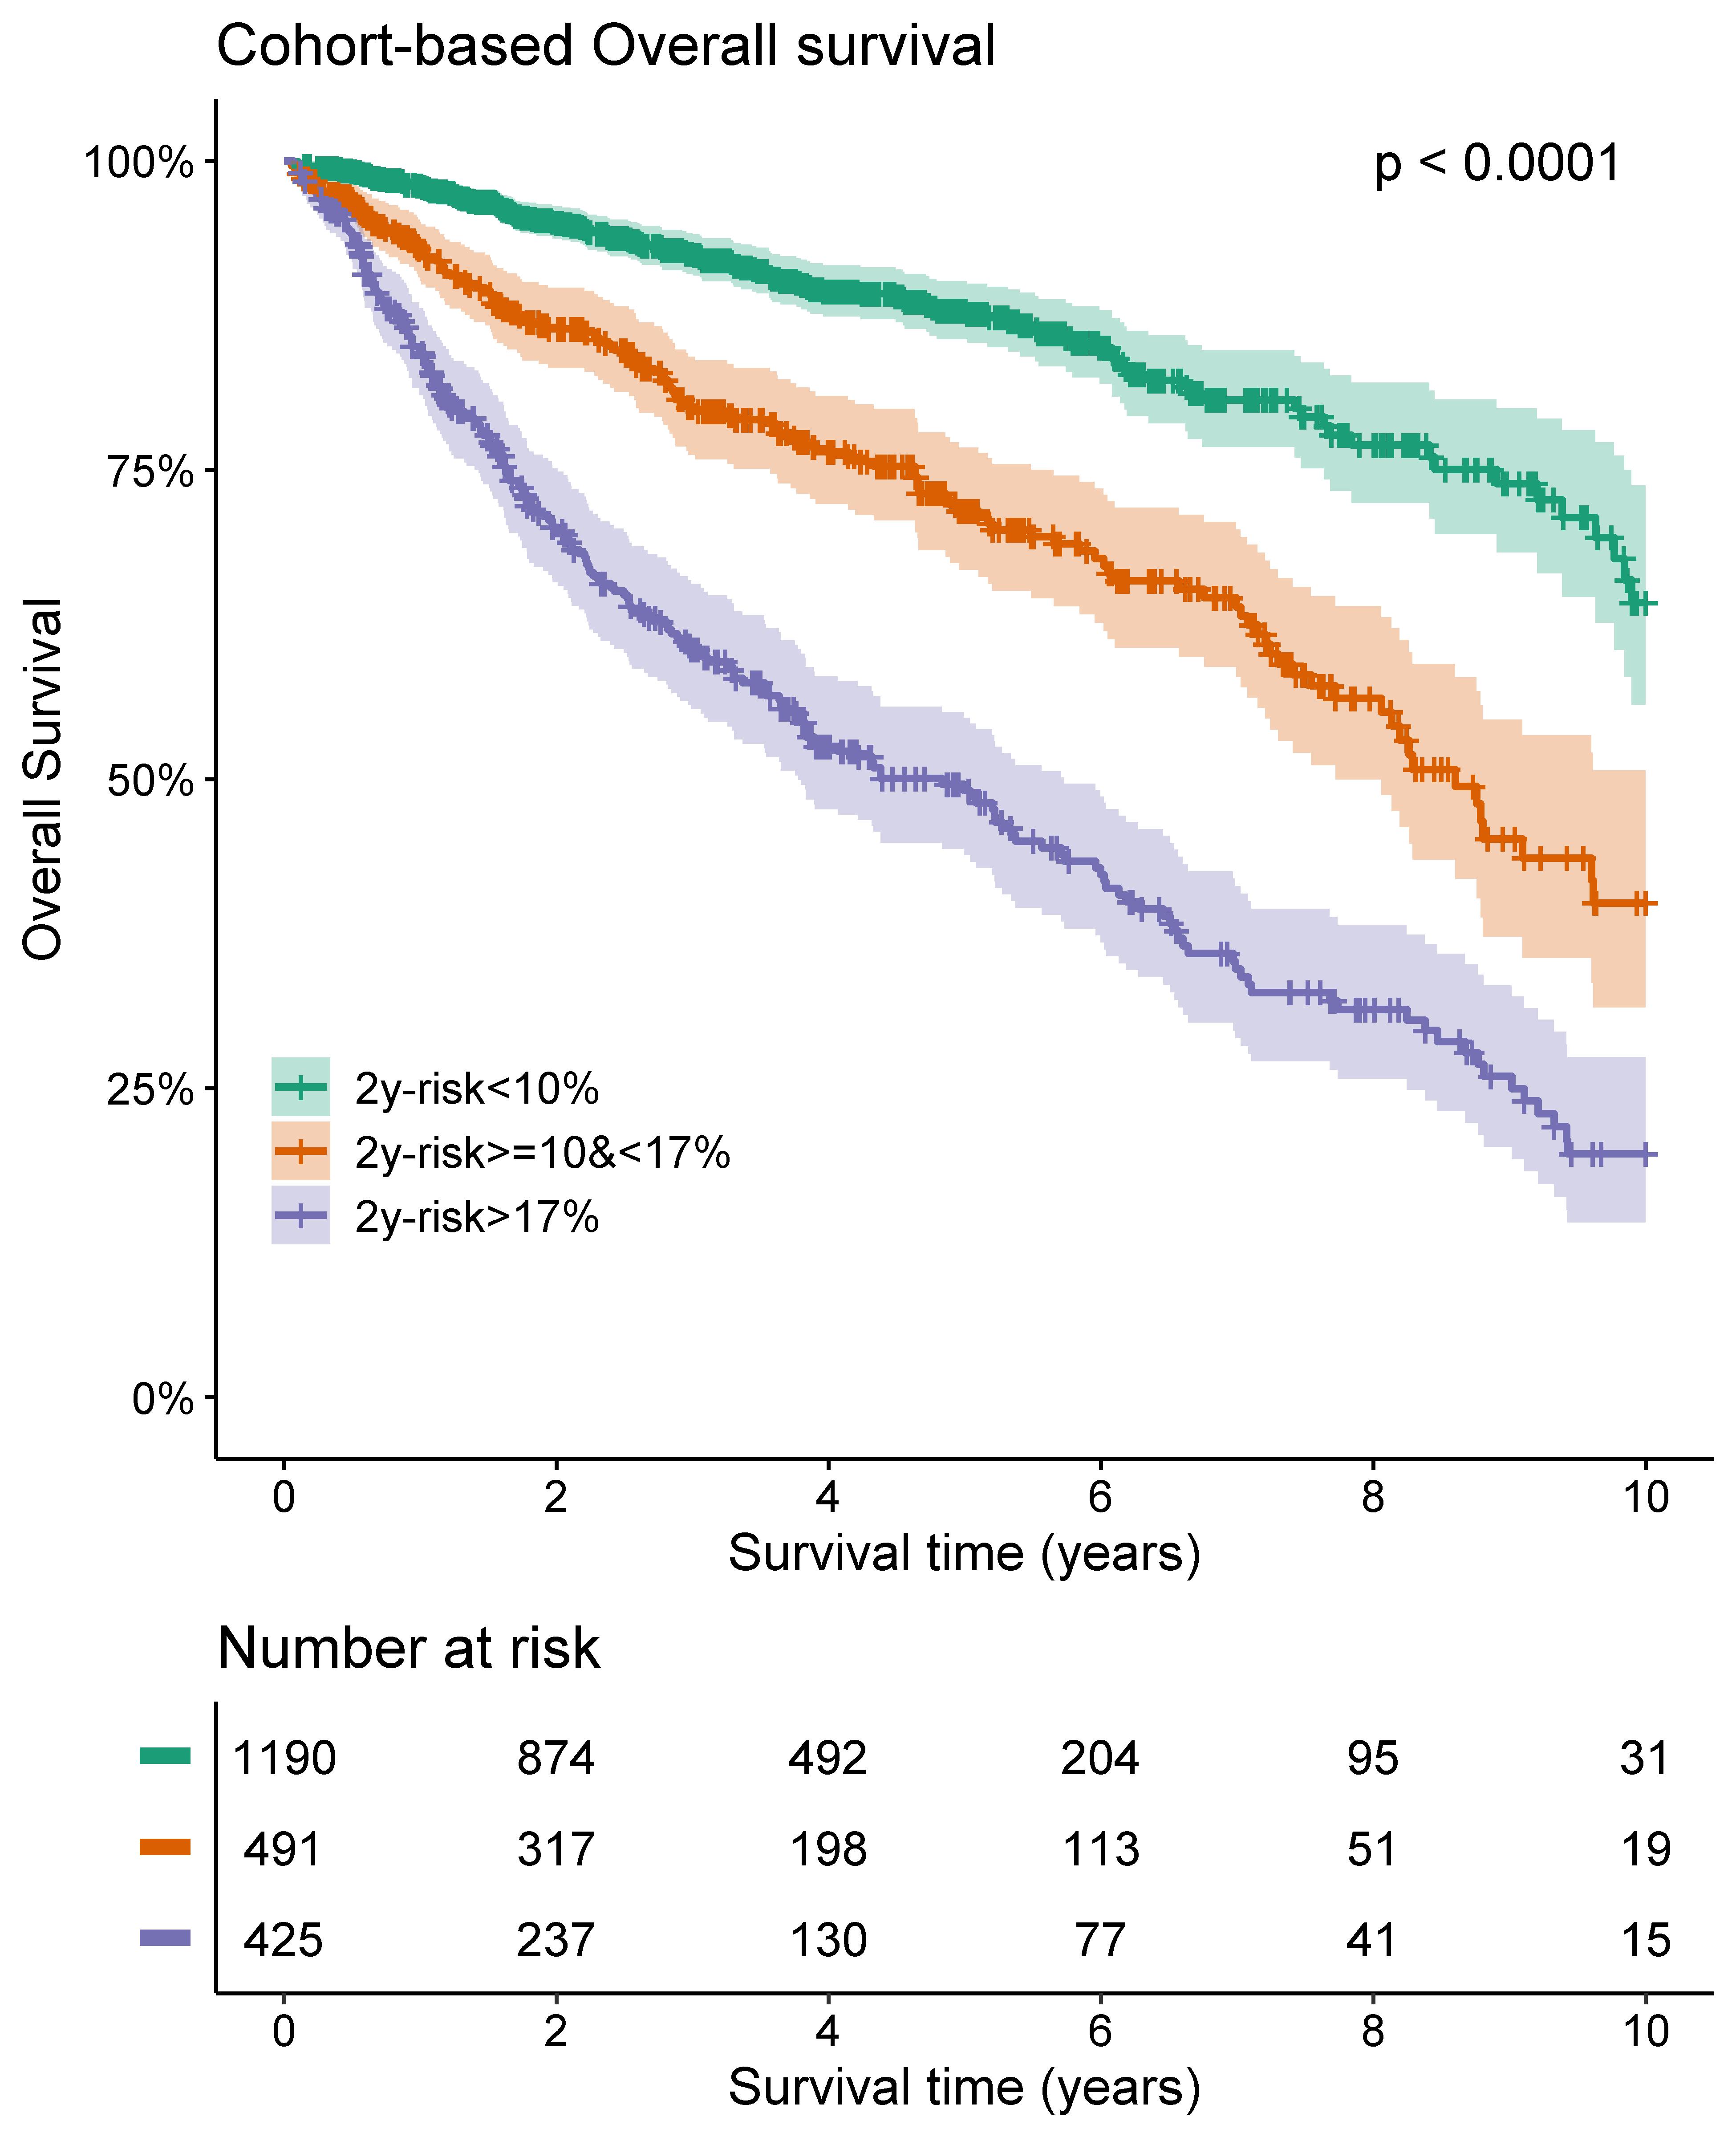 Cohort-based Overall survival
p < 0.0001
100%
75%
50%
25%
0%
Overall Survival
2y-risk<10%
2y-risk>=10&<17%
2y-risk>17%
0 2 4 6 8 10
Survival time (years)
Number at risk
1190 874 492 204 95 31
491 317 198 113 51 19
425 237 130 77 41 15
0 2 4 6 8 10
Survival time (years)